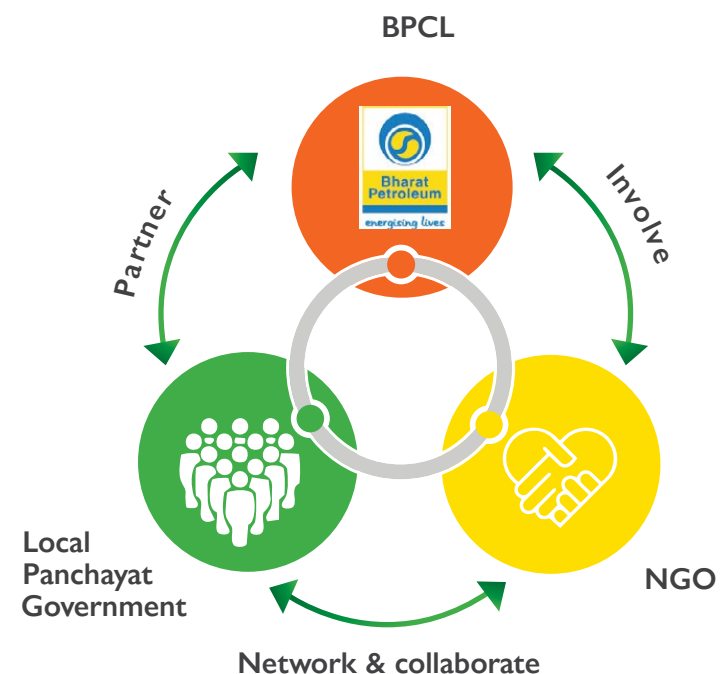 BPCL
Bharat
Petroleum
energising lives
Partner
Involve
Local
Panchayat
Government
NGO
Network & collaborate